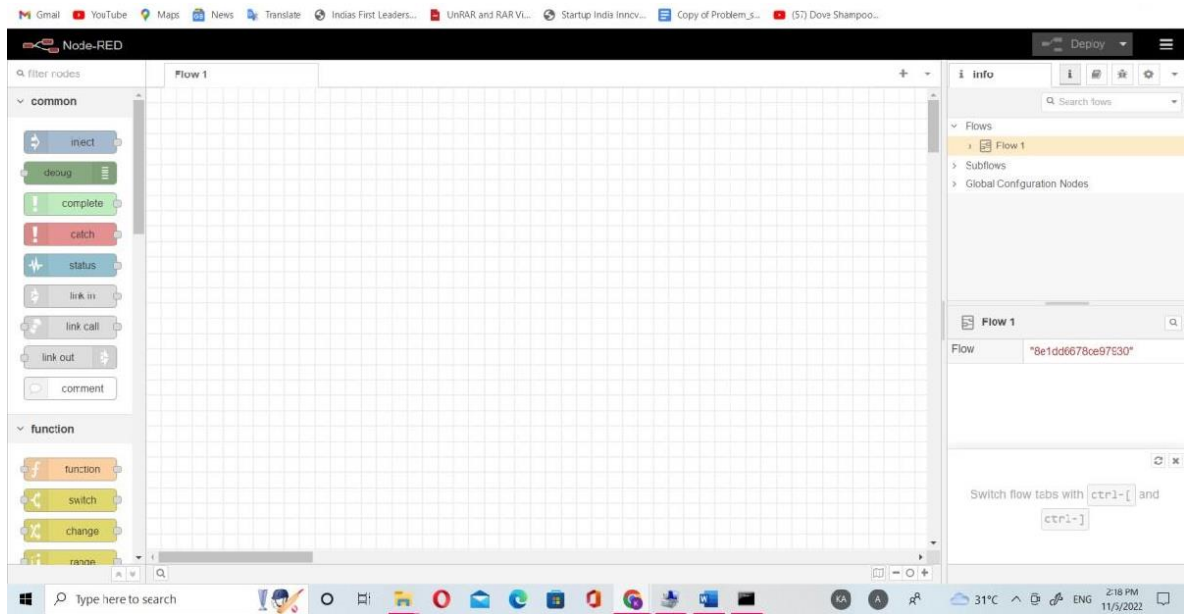 Gmail YouTube Maps News Translate Indias First Leaders... UnRAR and RAR Vi... Startup India Innov... Copy of Problem_s... (57) Dove Shampoo...
Node-RED Deploy
filter nodes Flow 1 i info i
common
Search flows
inject
Flows
Flow 1
debug
Subflows
complete
Global Configuration Nodes
catch
status
link in
link call
Flow 1
link out
Flow "8e1dd6678ce97930"
comment
function
function
switch
Switch flow tabs with ctrl-[ and
ctrl-]
change
range
Type here to search KA A 31°C ENG 2:18 PM
11/5/2022